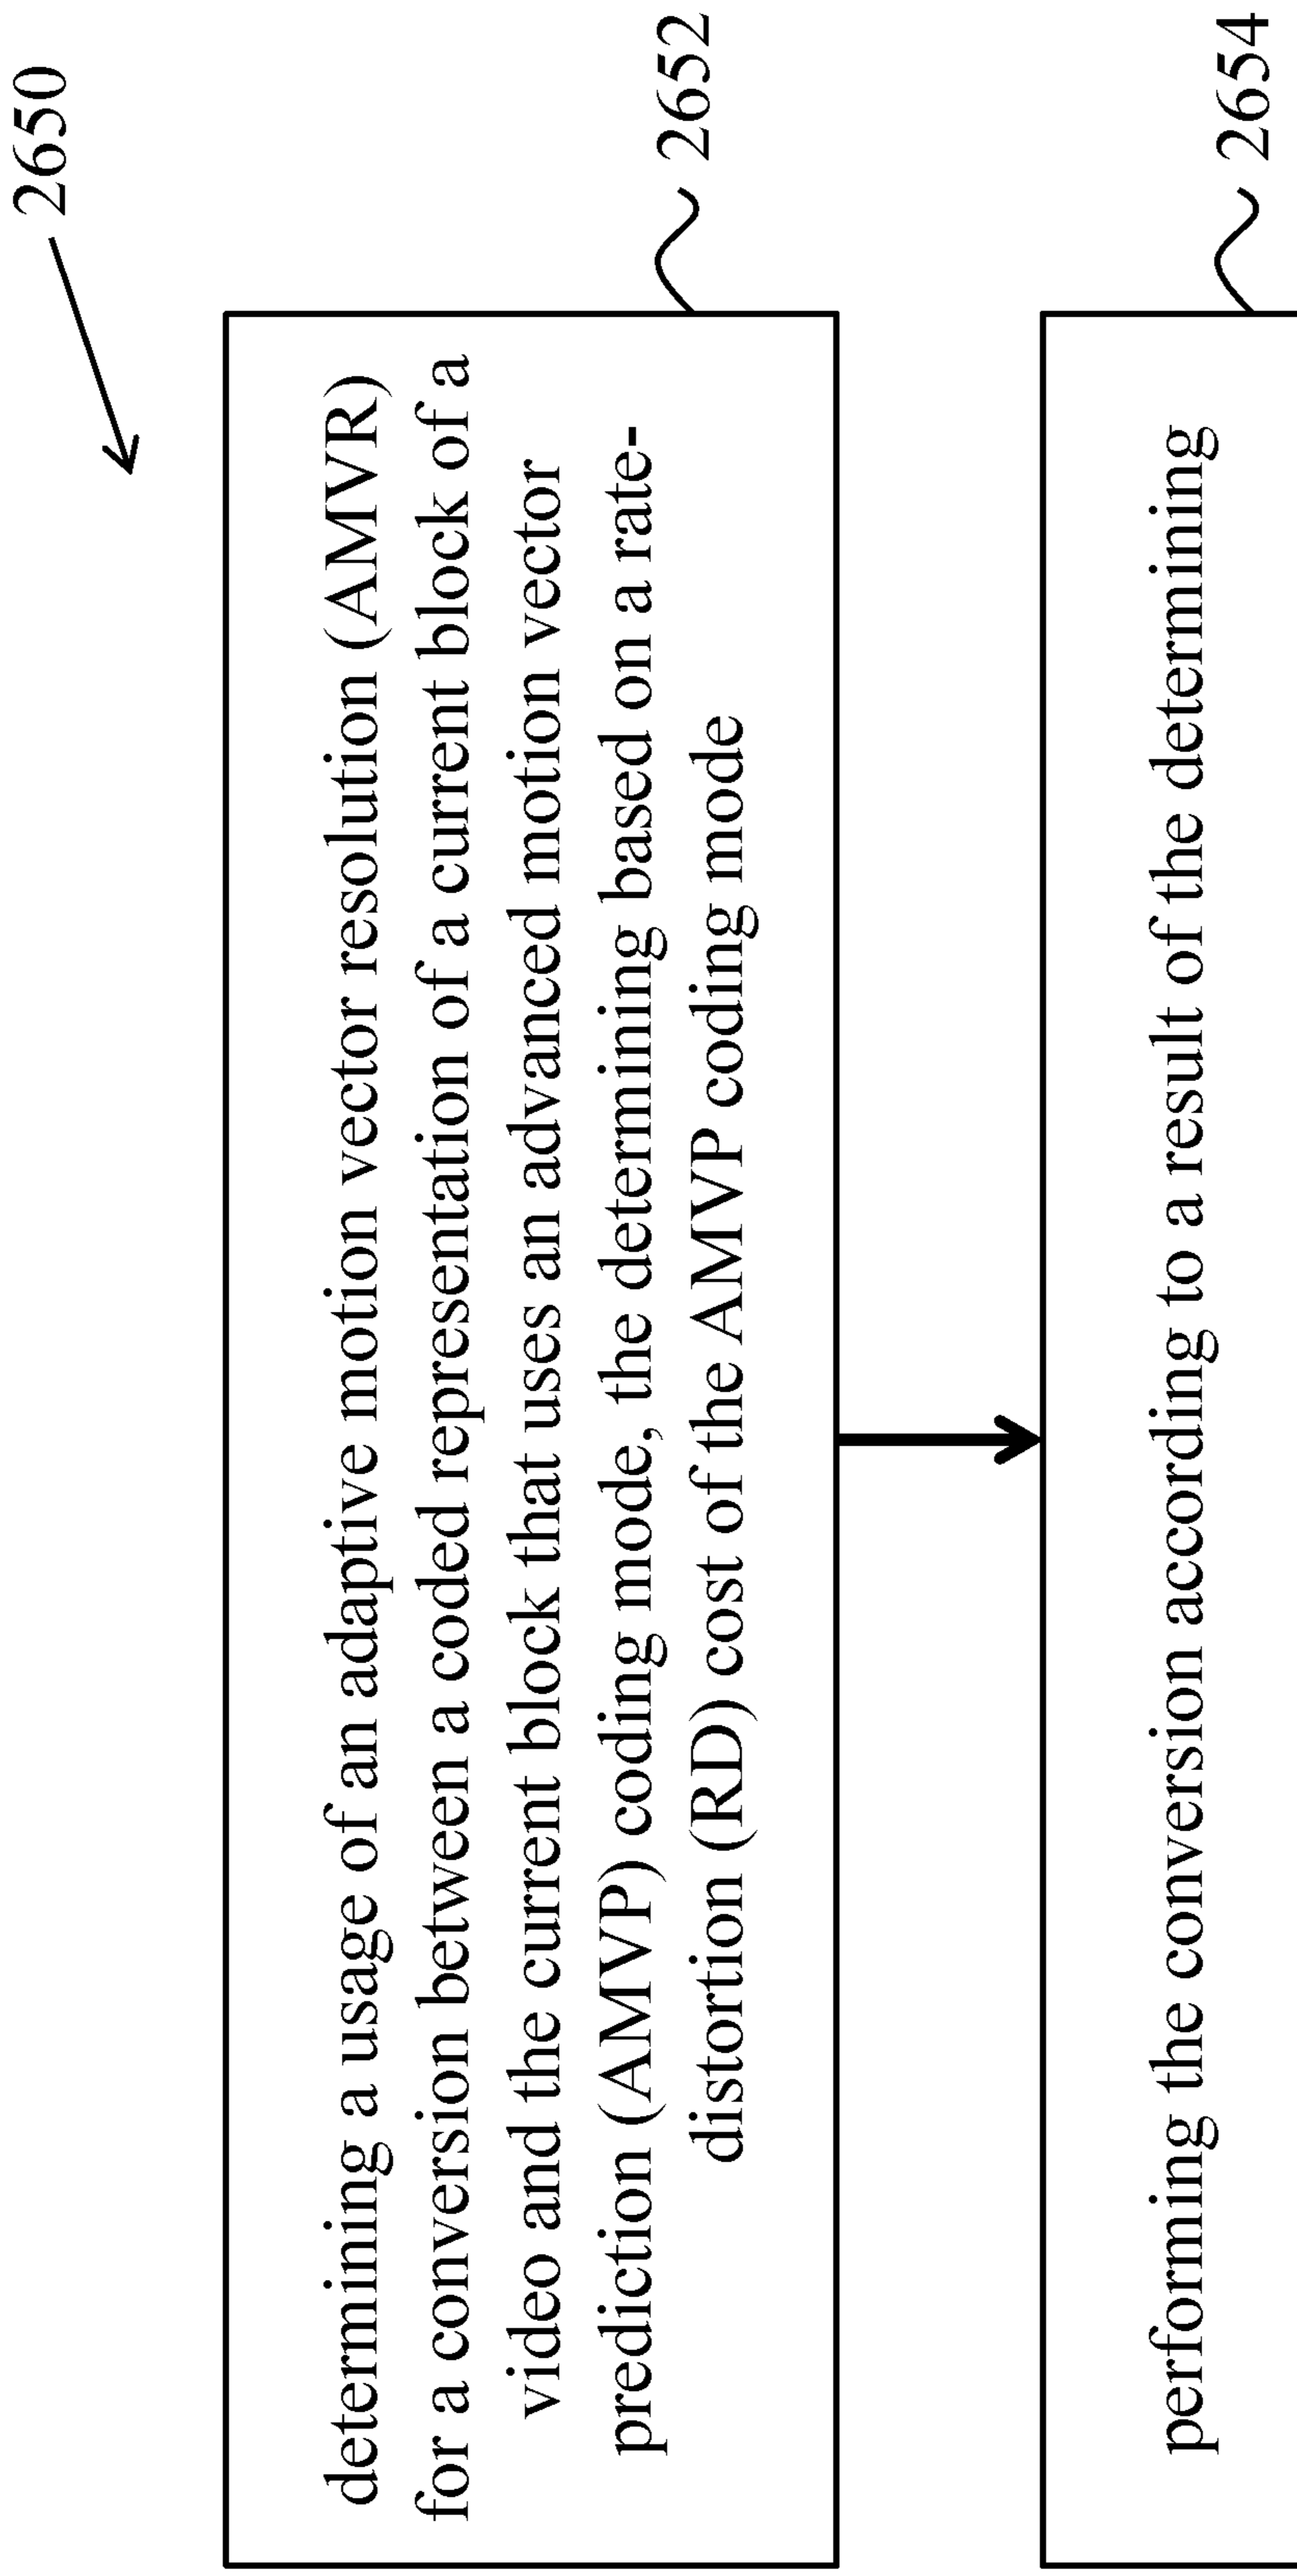 2650
determining a usage of an adaptive motion vector resolution (AMVR)
for a conversion between a coded representation of a current block of a
video and the current block that uses an advanced motion vector
prediction (AMVP) coding mode, the determining based on a rate-
distortion (RD) cost of the AMVP coding mode
2652
performing the conversion according to a result of the determining
2654